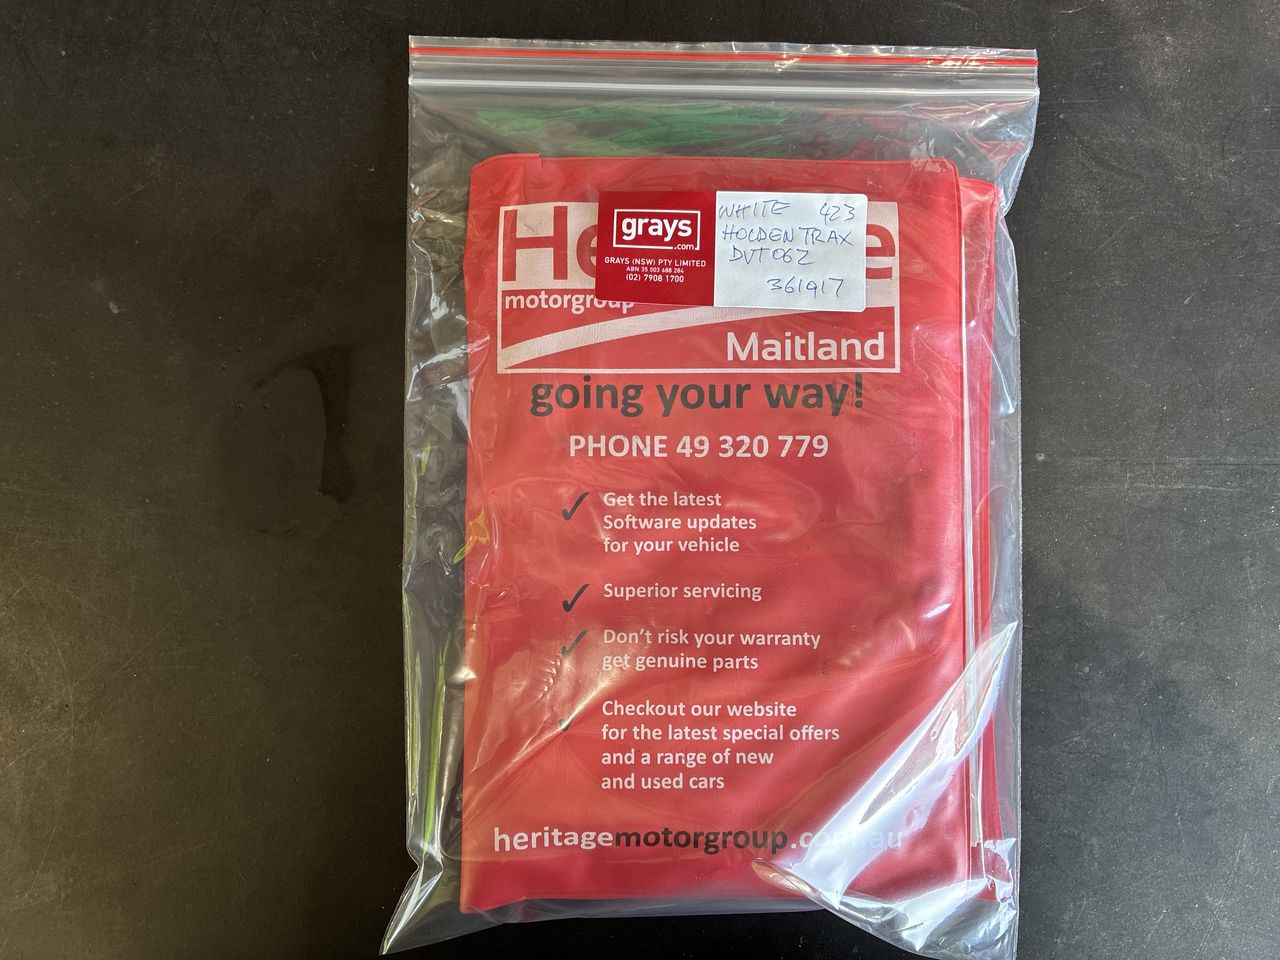 grays
.com
GRAYS (NSW) PTY LIMITED
ABN 35 003 688 284
(02) 7908 1700
WHITE 423
HOLDEN TRAX
DVT06Z
361917
He e
motorgroup
Maitland
going your way!
PHONE 49 320 779
✓ Get the latest
Software updates
for your vehicle
✓ Superior servicing
✓ Don't risk your warranty
get genuine parts
Checkout our website
for the latest special offers
and a range of new
and used cars
heritagemotorgroup.com.au